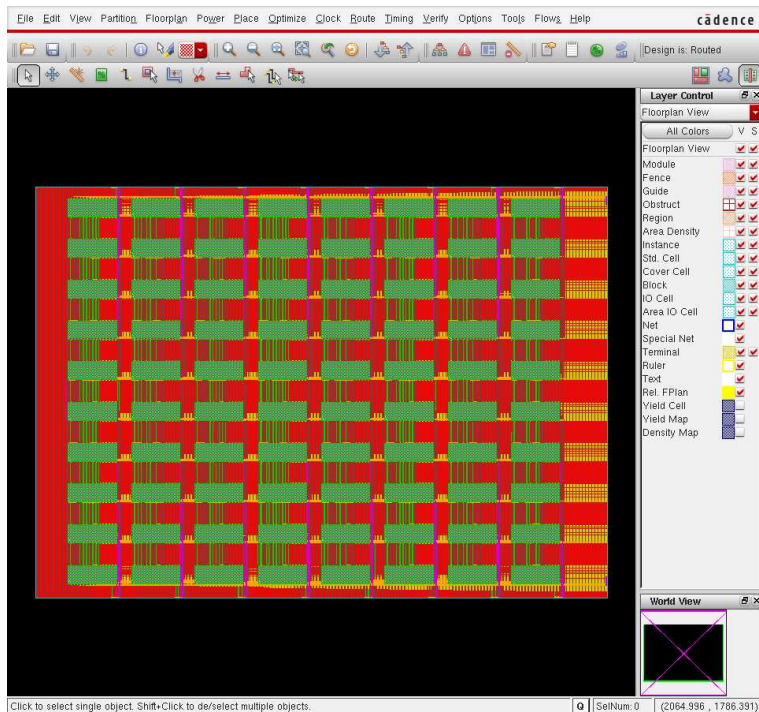 File Edit View Partition Floorplan Power Place Optimize Clock Route Timing Verify Options Tools Flows Help
cādence
Design is: Routed
Layer Control
Floorplan View
All Colors V S
Floorplan View
Module
Fence
Guide
Obstruct
Region
Area Density
Instance
Std. Cell
Cover Cell
Block
IO Cell
Area IO Cell
Net
Special Net
Terminal
Ruler
Text
Rel. FPlan
Yield Cell
Yield Map
Density Map
World View
Click to select single object. Shift+Click to de/select multiple objects.
Q SelNum: 0 (2064.996 , 1786.391)